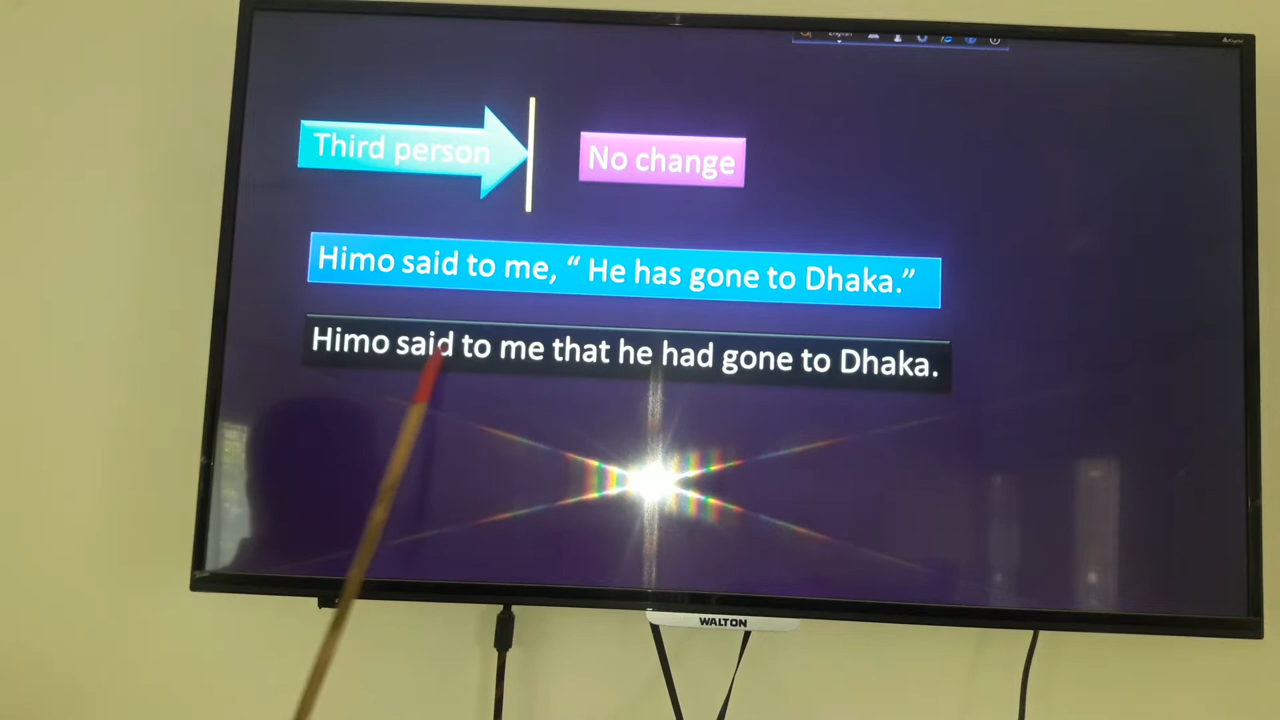 Third person
No change
Himo said to me, “ He has gone to Dhaka.”
Himo said to me that he had gone to Dhaka.
WALTON